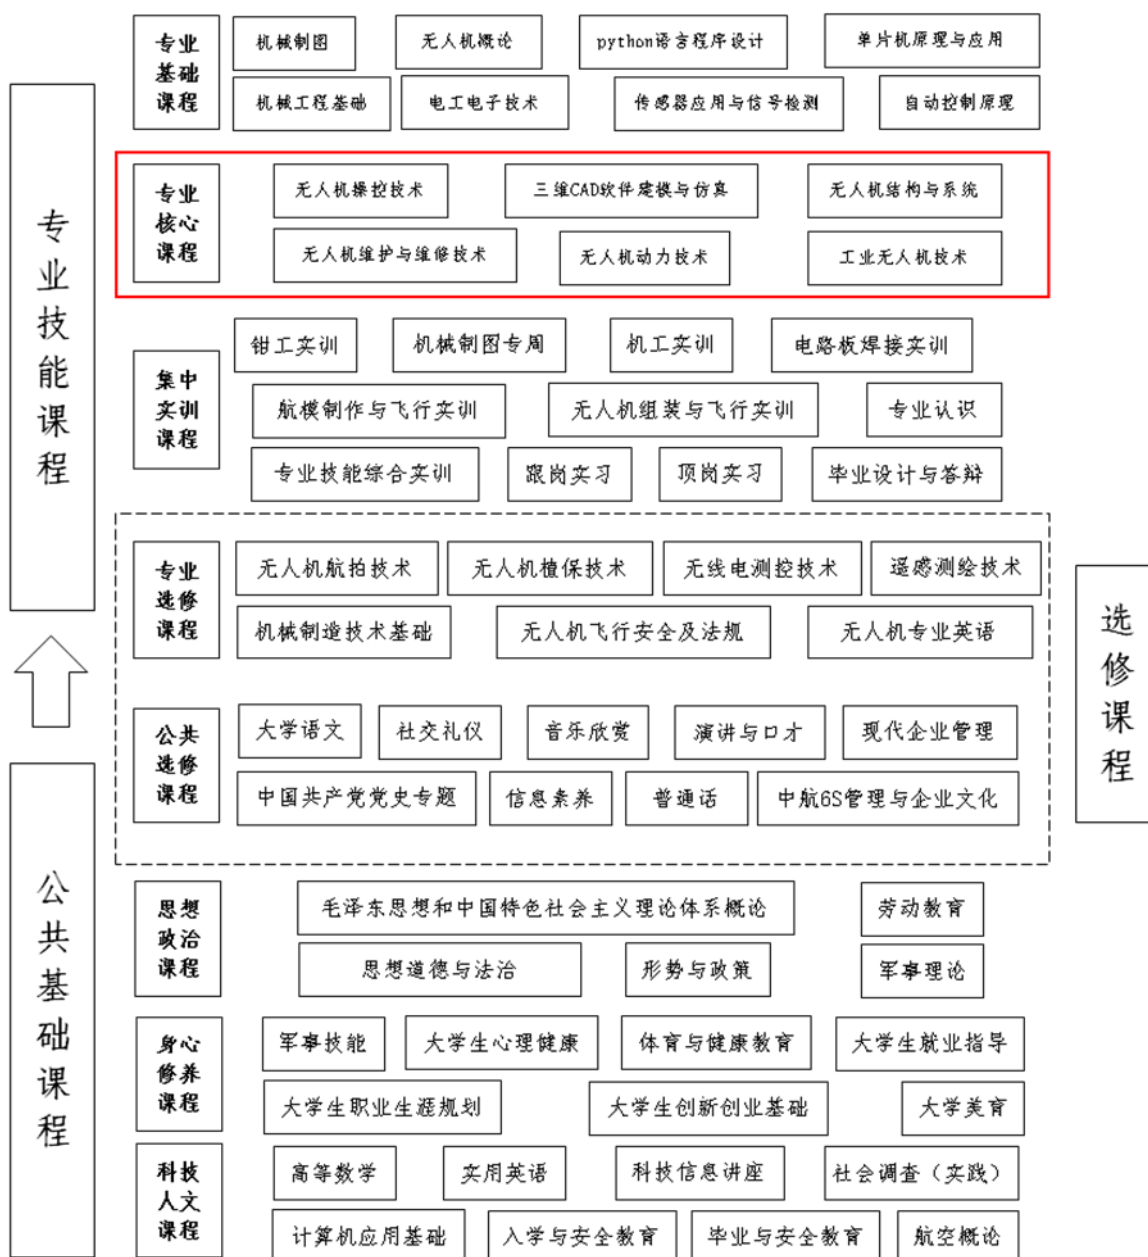 专业技能课程
专业基础课程
机械制图 无人机概论 python语言程序设计 单片机原理与应用
机械工程基础 电工电子技术 传感器应用与信号检测 自动控制原理
专业核心课程
无人机操控技术 三维CAD软件建模与仿真 无人机结构与系统
无人机维护与维修技术 无人机动力技术 工业无人机技术
集中实训课程
钳工实训 机械制图专周 机工实训 电路板焊接实训
航模制作与飞行实训 无人机组装与飞行实训 专业认识
专业技能综合实训 跟岗实习 顶岗实习 毕业设计与答辩
选修课程
专业选修课程
无人机航拍技术 无人机植保技术 无线电测控技术 遥感测绘技术
机械制造技术基础 无人机飞行安全及法规 无人机专业英语
公共选修课程
大学语文 社交礼仪 音乐欣赏 演讲与口才 现代企业管理
中国共产党党史专题 信息素养 普通话 中航6S管理与企业文化
公共基础课程
思想政治课程
毛泽东思想和中国特色社会主义理论体系概论 劳动教育
思想道德与法治 形势与政策 军事理论
身心修养课程
军事技能 大学生心理健康 体育与健康教育 大学生就业指导
大学生职业生涯规划 大学生创新创业基础 大学美育
科技人文课程
高等数学 实用英语 科技信息讲座 社会调查（实践）
计算机应用基础 入学与安全教育 毕业与安全教育 航空概论